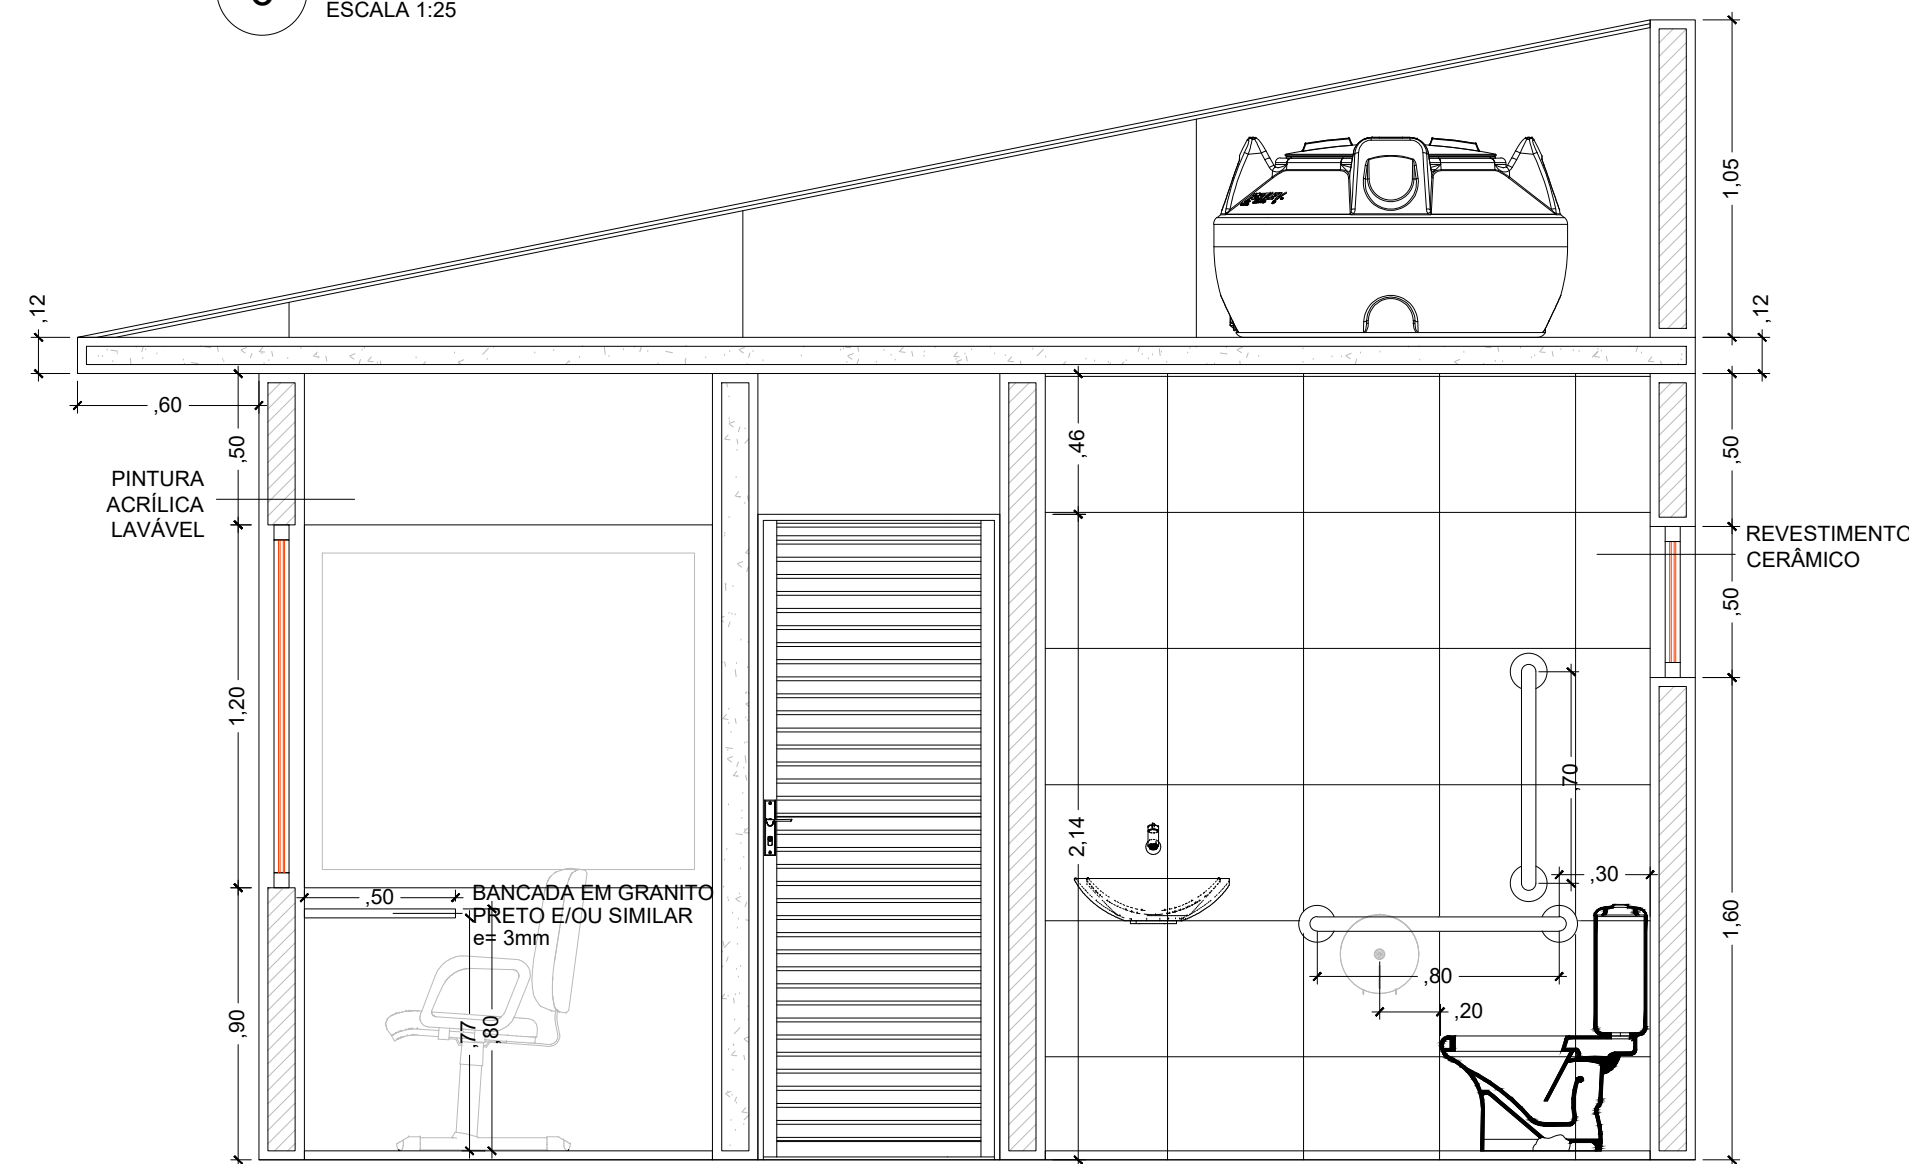 ESCALA 1:25
1,05
,12
,12
,60
,50
,46
,50
PINTURA
ACRÍLICA
LAVÁVEL
REVESTIMENTO
CERÂMICO
,50
1,20
,70
2,14
,30
,50
BANCADA EM GRANITO
PRETO E/OU SIMILAR
e= 3mm
1,60
,80
,20
,90
,77
,80